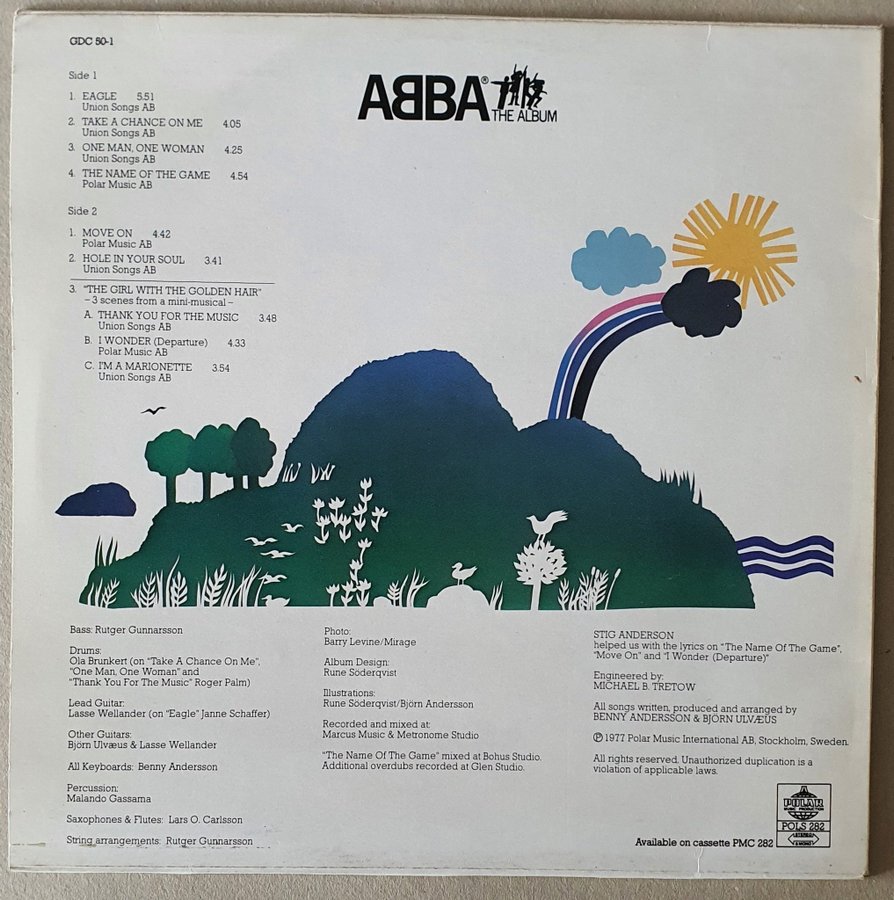 GDC 50-1
ABBA®
THE ALBUM
Side 1
1. EAGLE 5.51
Union Songs AB
2. TAKE A CHANCE ON ME 4.05
Union Songs AB
3. ONE MAN, ONE WOMAN 4.25
Union Songs AB
4. THE NAME OF THE GAME 4.54
Polar Music AB
Side 2
1. MOVE ON 4.42
Polar Music AB
2. HOLE IN YOUR SOUL 3.41
Union Songs AB
3. "THE GIRL WITH THE GOLDEN HAIR"
– 3 scenes from a mini-musical –
A. THANK YOU FOR THE MUSIC 3.48
Union Songs AB
B. I WONDER (Departure) 4.33
Polar Music AB
C. I'M A MARIONETTE 3.54
Union Songs AB
Bass: Rutger Gunnarsson
Drums:
Ola Brunkert (on "Take A Chance On Me",
"One Man, One Woman" and
"Thank You For The Music" Roger Palm)
Lead Guitar:
Lasse Wellander (on "Eagle" Janne Schaffer)
Other Guitars:
Björn Ulvæus & Lasse Wellander
All Keyboards: Benny Andersson
Percussion:
Malando Gassama
Saxophones & Flutes: Lars O. Carlsson
String arrangements: Rutger Gunnarsson
Photo:
Barry Levine/Mirage
Album Design:
Rune Söderqvist
Illustrations:
Rune Söderqvist/Björn Andersson
Recorded and mixed at:
Marcus Music & Metronome Studio
"The Name Of The Game" mixed at Bohus Studio.
Additional overdubs recorded at Glen Studio.
STIG ANDERSON
helped us with the lyrics on "The Name Of The Game",
"Move On" and "I Wonder (Departure)"
Engineered by:
MICHAEL B. TRETOW
All songs written, produced and arranged by
BENNY ANDERSSON & BJÖRN ULVÆUS
Ⓟ 1977 Polar Music International AB, Stockholm, Sweden.
All rights reserved. Unauthorized duplication is a
violation of applicable laws.
Available on cassette PMC 282
POLAR
MUSIC PRODUCTION
POLS 282